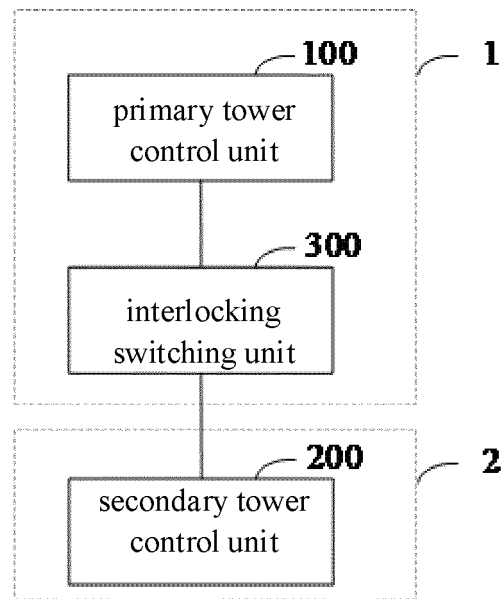 100
1
primary tower
control unit
300
interlocking
switching unit
200
2
secondary tower
control unit